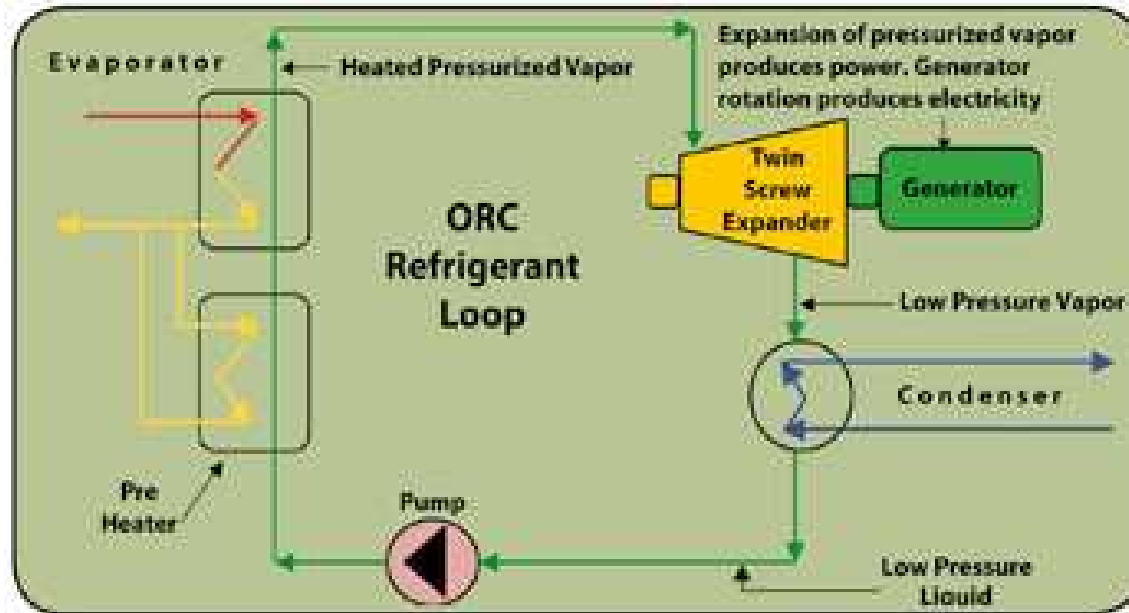 Evaporator
Heated Pressurized Vapor
Expansion of pressurized vapor
produces power. Generator
rotation produces electricity
Twin
Screw
Expander
Generator
ORC
Refrigerant
Loop
Low Pressure Vapor
Condenser
Pre
Heater
Pump
Low Pressure
Liquid